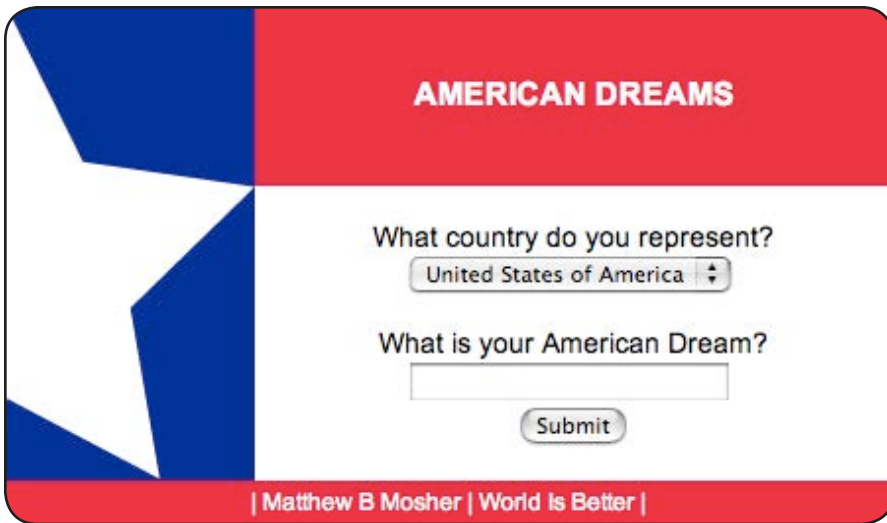 AMERICAN DREAMS
What country do you represent?
United States of America
What is your American Dream?
Submit
| Matthew B Mosher | World Is Better |